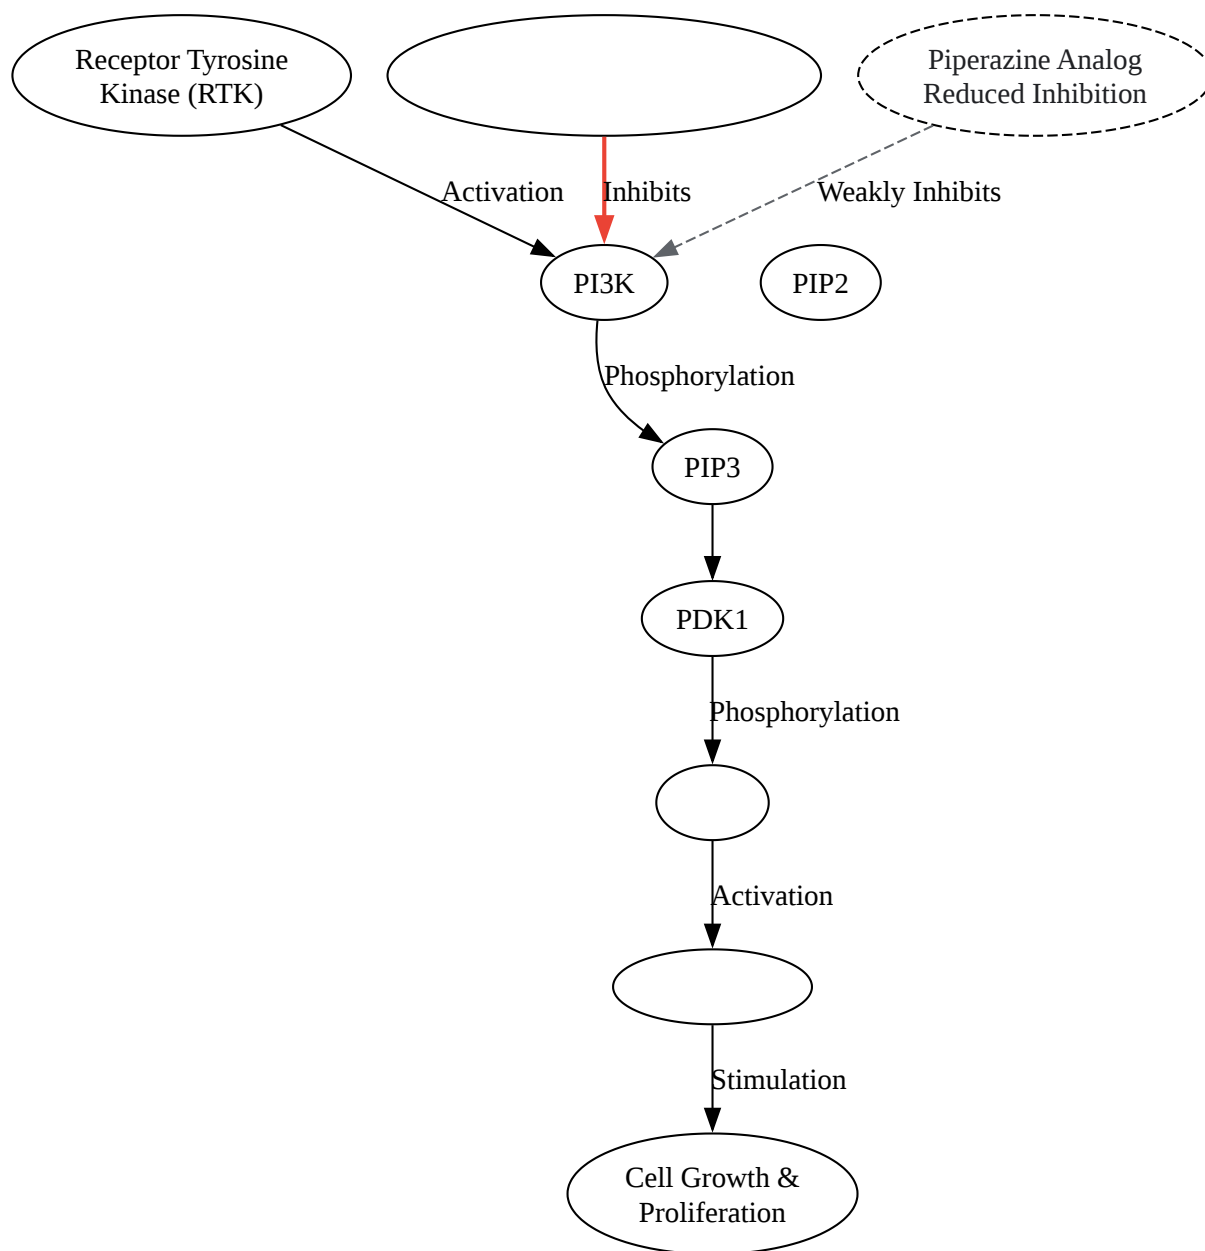 Receptor Tyrosine
Kinase (RTK)
Piperazine Analog
Reduced Inhibition
Activation
Inhibits
Weakly Inhibits
PI3K
PIP2
Phosphorylation
PIP3
PDK1
Phosphorylation
Activation
Stimulation
Cell Growth &
Proliferation